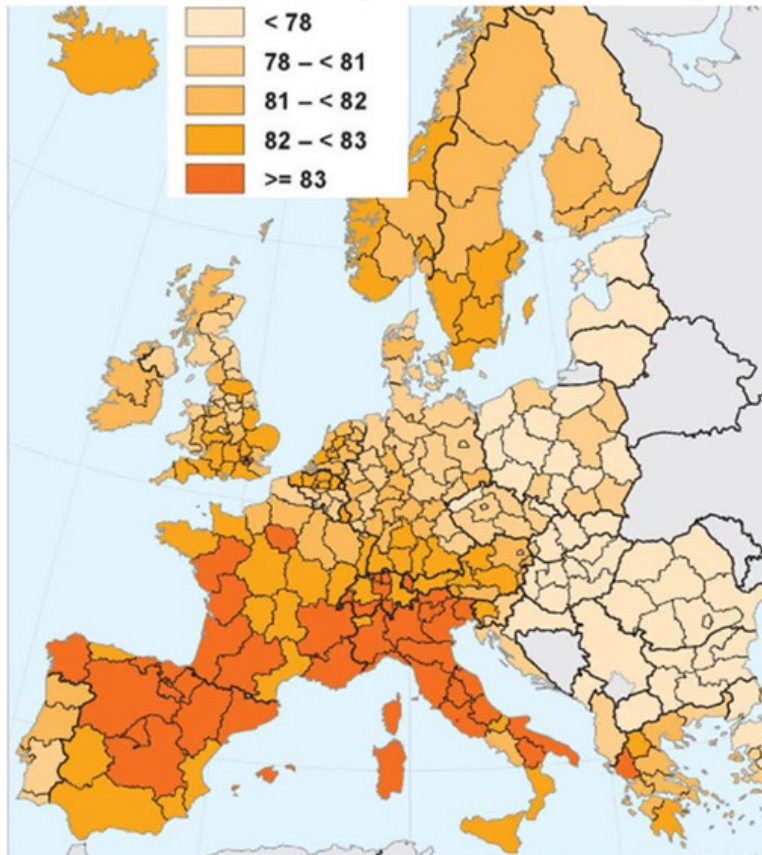 < 78
78 – < 81
81 – < 82
82 – < 83
>= 83